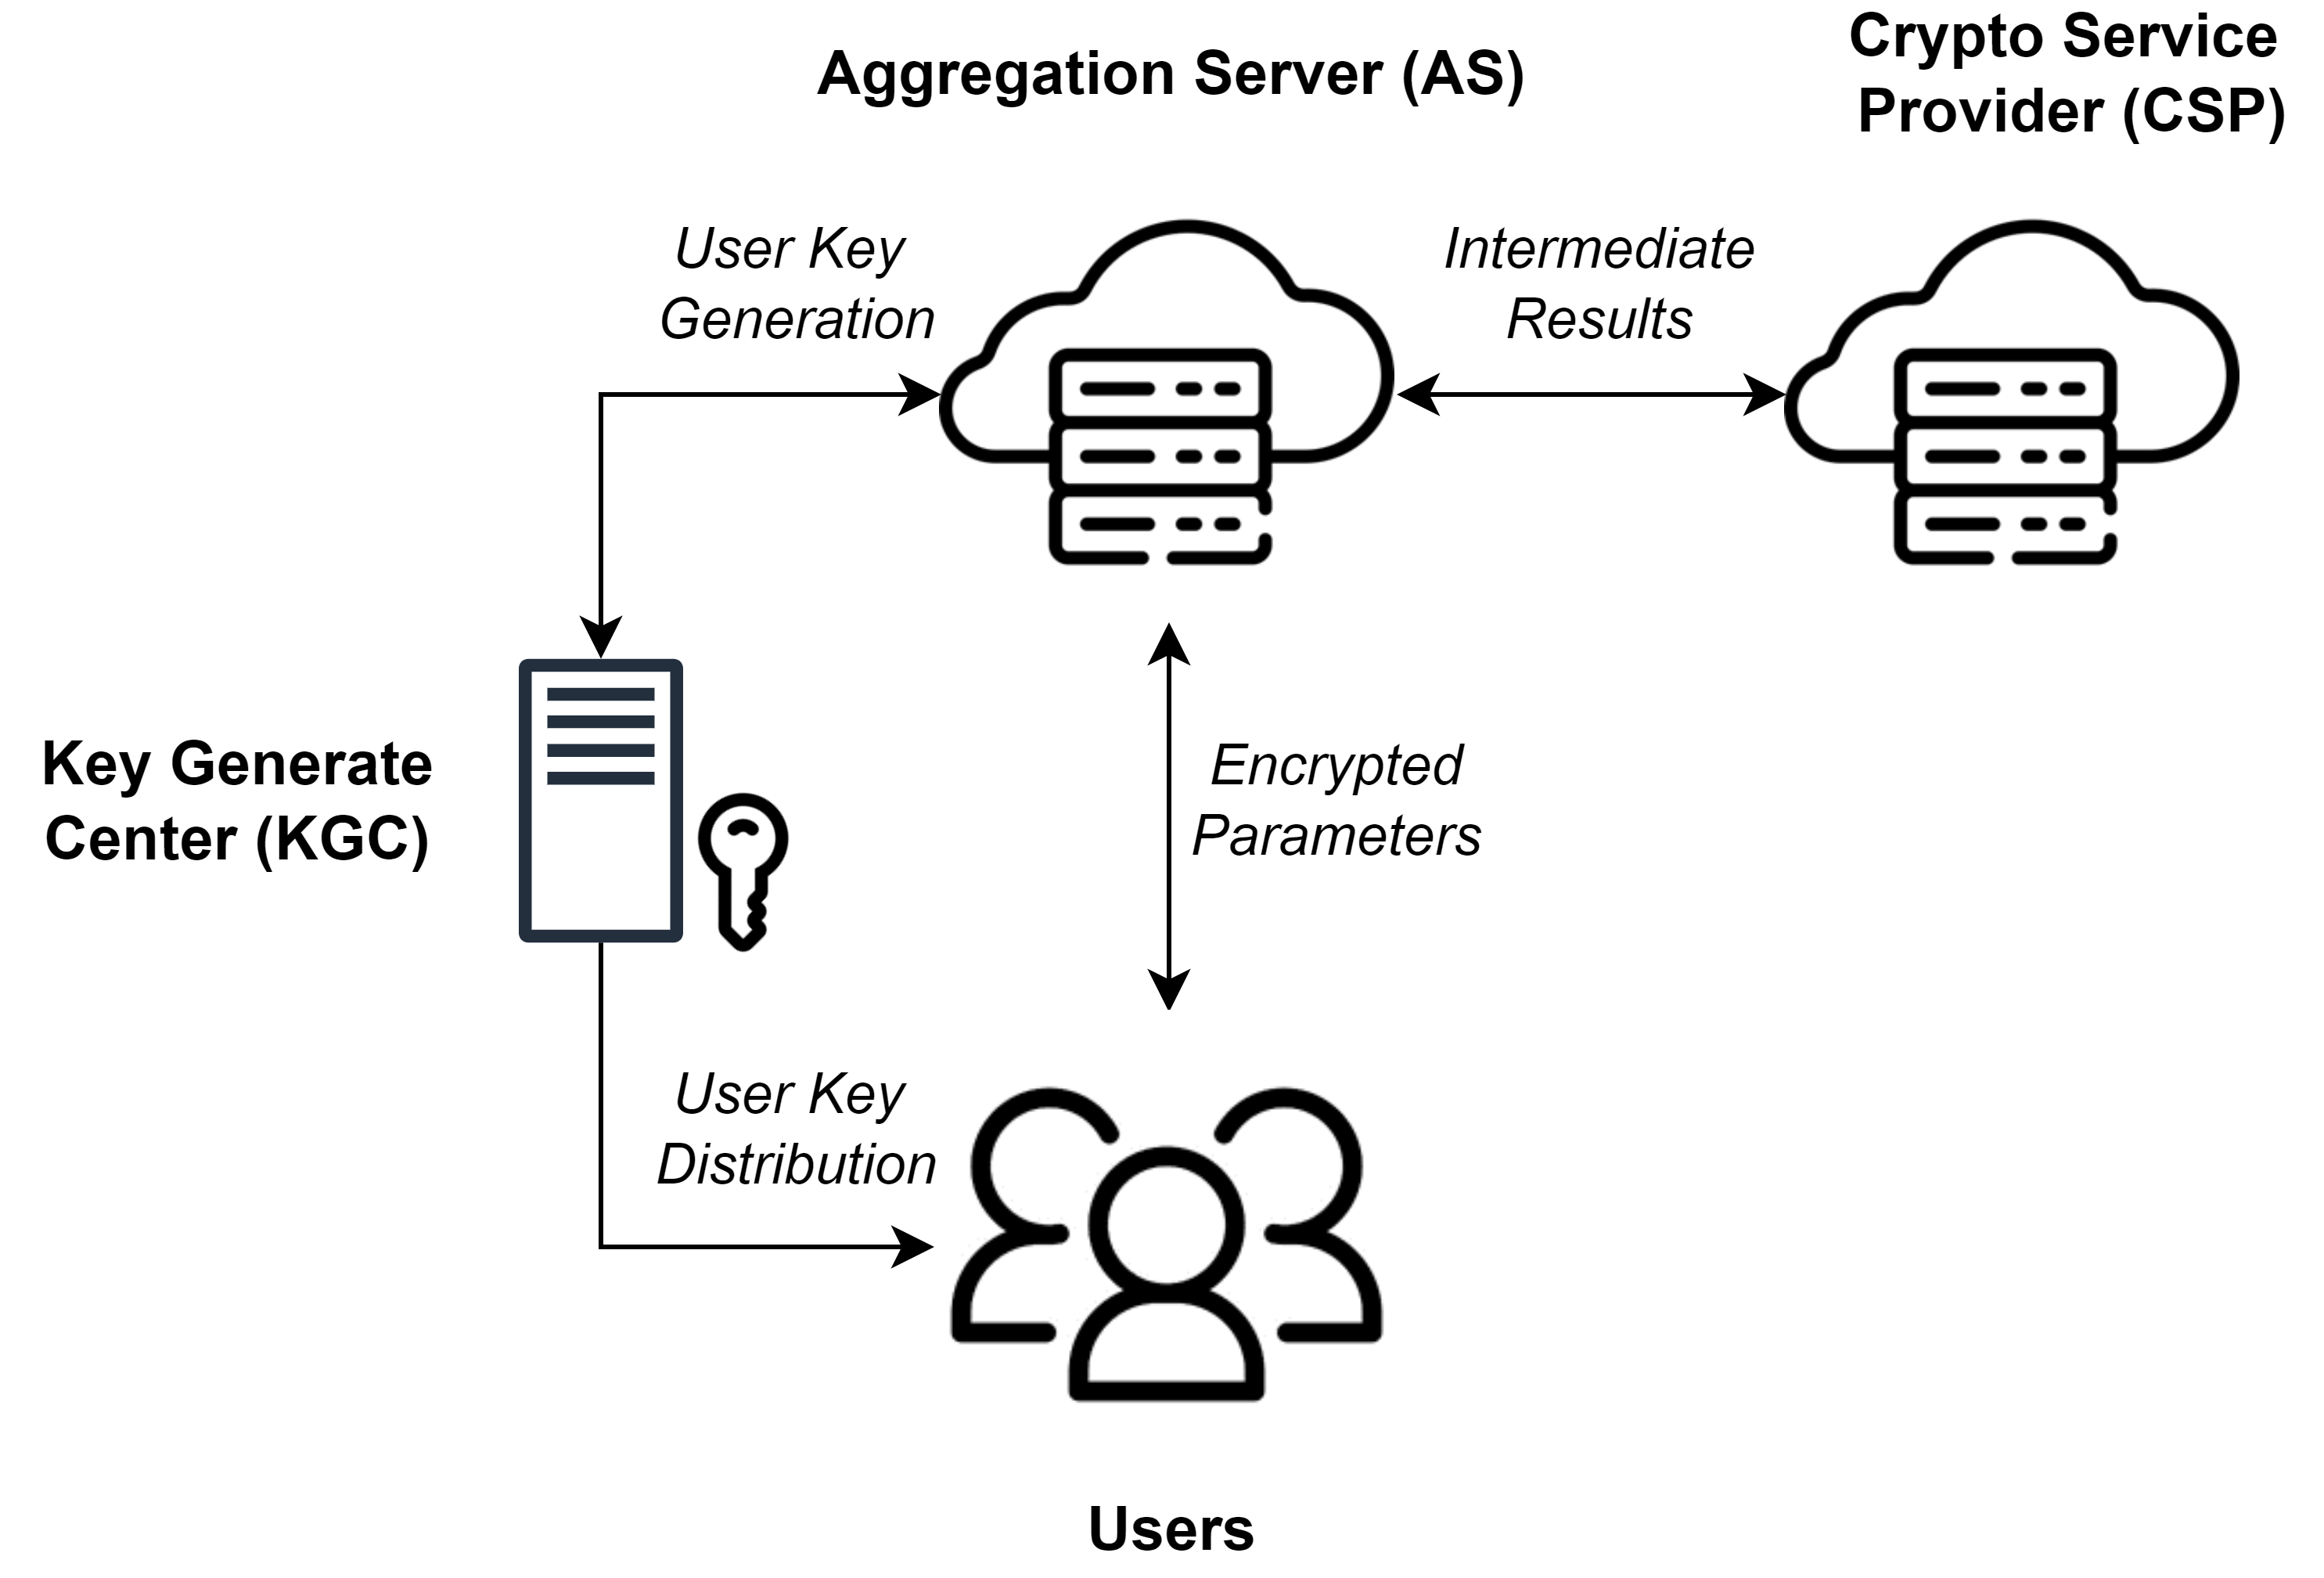 Aggregation Server (AS)
Crypto Service
Provider (CSP)
User Key
Generation
Intermediate
Results
Key Generate
Center (KGC)
Encrypted
Parameters
User Key
Distribution
Users